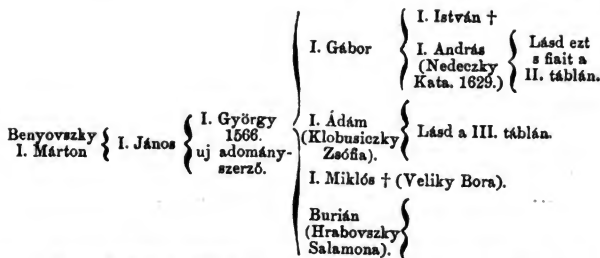 Benyovszky
I. Márton
I. János
I. György
1566.
uj adomány-
szerző.
I. Gábor
I. István †
I. András
(Nedeczky
Kata. 1629.)
Lásd ezt
s fiait a
II. táblán.
I. Ádám
(Klobusiczky
Zsófia).
Lásd a III. táblán.
I. Miklós † (Veliky Bora).
Burián
(Hrabovszky
Salamona).